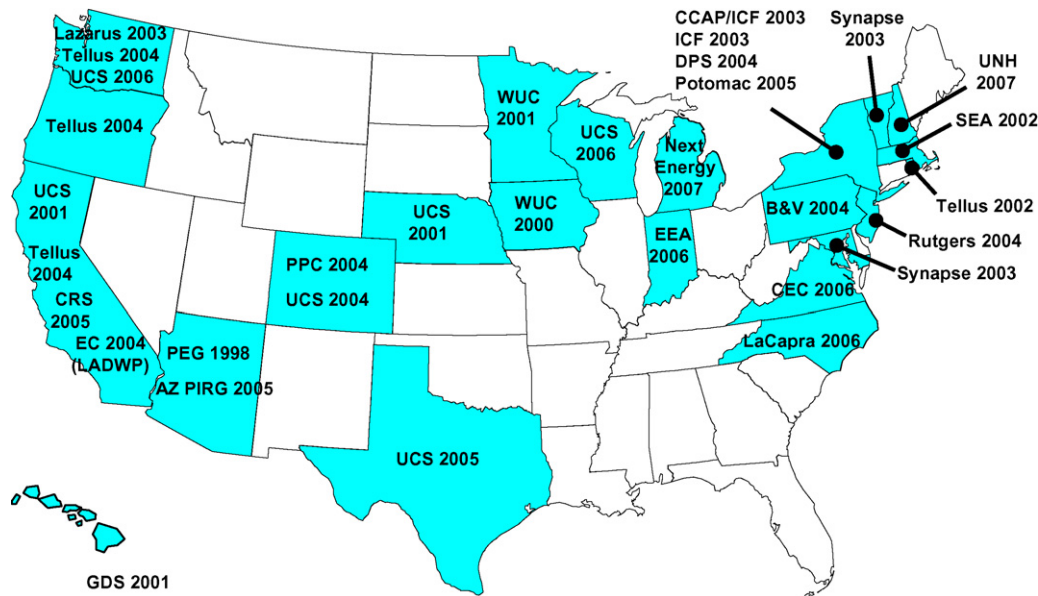 CCAP/ICF 2003
ICF 2003
DPS 2004
Potomac 2005
Synapse
2003
UNH
2007
SEA 2002
Tellus 2002
Rutgers 2004
Synapse 2003
Lazarus 2003
Tellus 2004
UCS 2006
Tellus 2004
UCS
2001
Tellus
2004
CRS
2005
EC 2004
(LADWP)
PEG 1998
AZ PIRG 2005
PPC 2004
UCS 2004
UCS
2001
WUC
2001
WUC
2000
UCS
2006
Next
Energy
2007
EEA
2006
B&V 2004
CEC 2006
LaCapra 2006
UCS 2005
GDS 2001